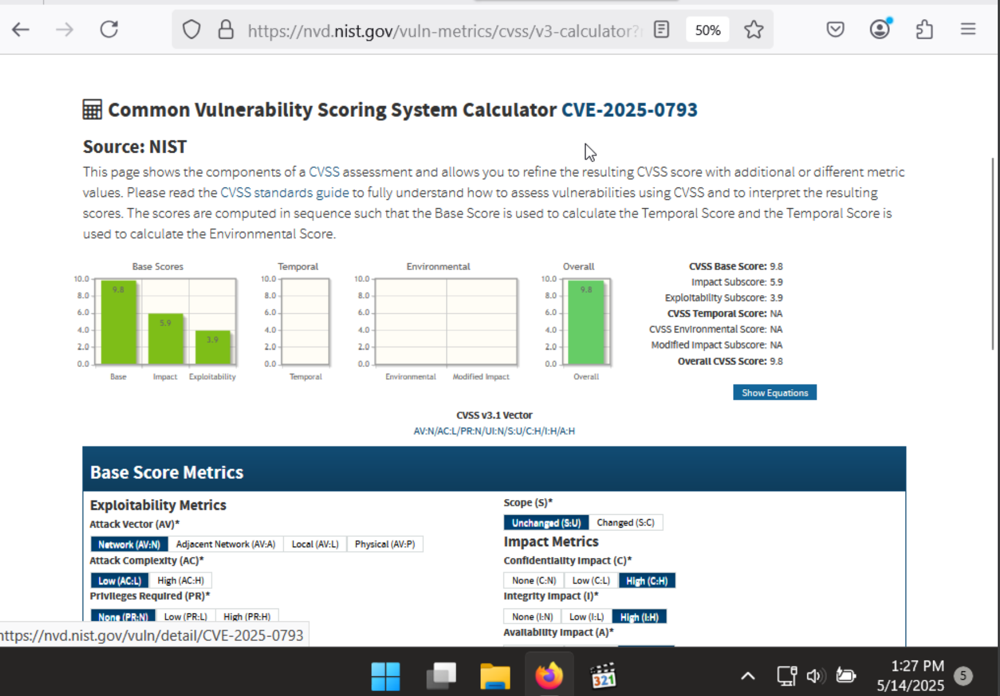 https://nvd.nist.gov/vuln-metrics/cvss/v3-calculator?
50%
Common Vulnerability Scoring System Calculator CVE-2025-0793
Source: NIST
This page shows the components of a CVSS assessment and allows you to refine the resulting CVSS score with additional or different metric
values. Please read the CVSS standards guide to fully understand how to assess vulnerabilities using CVSS and to interpret the resulting
scores. The scores are computed in sequence such that the Base Score is used to calculate the Temporal Score and the Temporal Score is
used to calculate the Environmental Score.
Base Scores
10.0
8.0
6.0
4.0
2.0
0.0
9.8
5.9
3.9
Base Impact Exploitability
Temporal
10.0
8.0
6.0
4.0
2.0
0.0
Temporal
Environmental
10.0
8.0
6.0
4.0
2.0
0.0
Environmental Modified Impact
Overall
10.0
8.0
6.0
4.0
2.0
0.0
9.8
Overall
CVSS Base Score: 9.8
Impact Subscore: 5.9
Exploitability Subscore: 3.9
CVSS Temporal Score: NA
CVSS Environmental Score: NA
Modified Impact Subscore: NA
Overall CVSS Score: 9.8
Show Equations
CVSS v3.1 Vector
AV:N/AC:L/PR:N/UI:N/S:U/C:H/I:H/A:H
Base Score Metrics
Exploitability Metrics
Attack Vector (AV)*
Network (AV:N) Adjacent Network (AV:A) Local (AV:L) Physical (AV:P)
Attack Complexity (AC)*
Low (AC:L) High (AC:H)
Privileges Required (PR)*
None (PR:N) Low (PR:L) High (PR:H)
Scope (S)*
Unchanged (S:U) Changed (S:C)
Impact Metrics
Confidentiality Impact (C)*
None (C:N) Low (C:L) High (C:H)
Integrity Impact (I)*
None (I:N) Low (I:L) High (I:H)
Availability Impact (A)*
https://nvd.nist.gov/vuln/detail/CVE-2025-0793
321
1:27 PM
5/14/2025
5